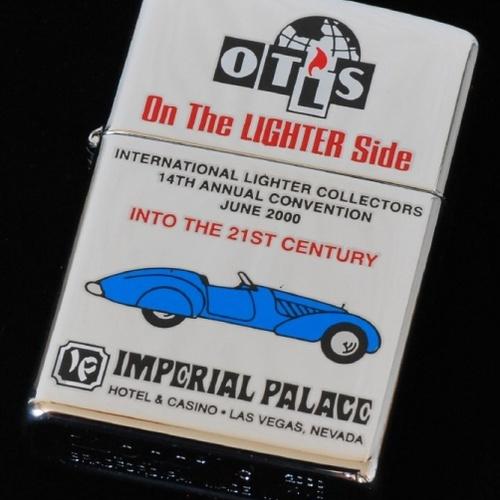 OTLS
On The LIGHTER Side
INTERNATIONAL LIGHTER COLLECTORS
14TH ANNUAL CONVENTION
JUNE 2000
INTO THE 21ST CENTURY
IMPERIAL PALACE
HOTEL & CASINO • LAS VEGAS, NEVADA